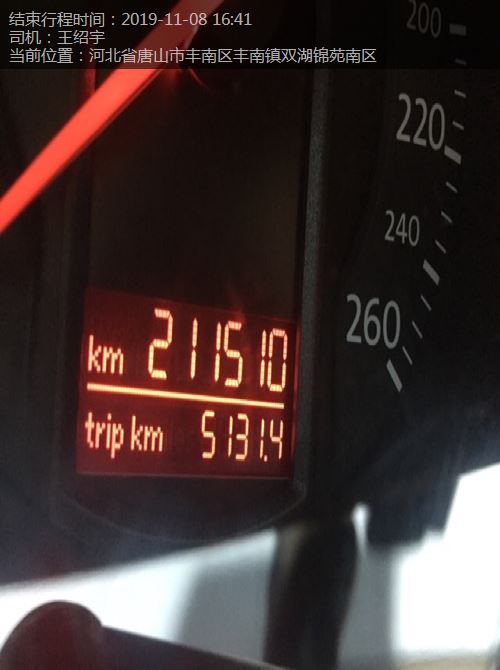 结束行程时间：2019-11-08 16:41
司机：王绍宇
当前位置：河北省唐山市丰南区丰南镇双湖锦苑南区
200
220
240
260
km 211510
trip km 5131.4